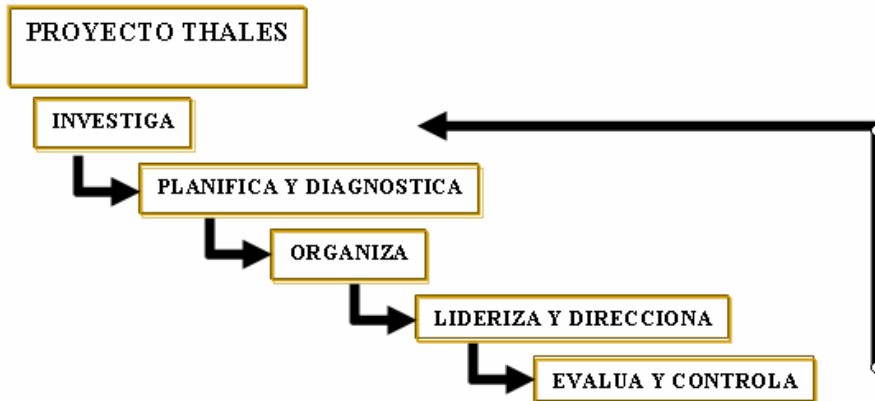 PROYECTO THALES
INVESTIGA
PLANIFICA Y DIAGNOSTICA
ORGANIZA
LIDERIZA Y DIRECCIONA
EVALUA Y CONTROLA